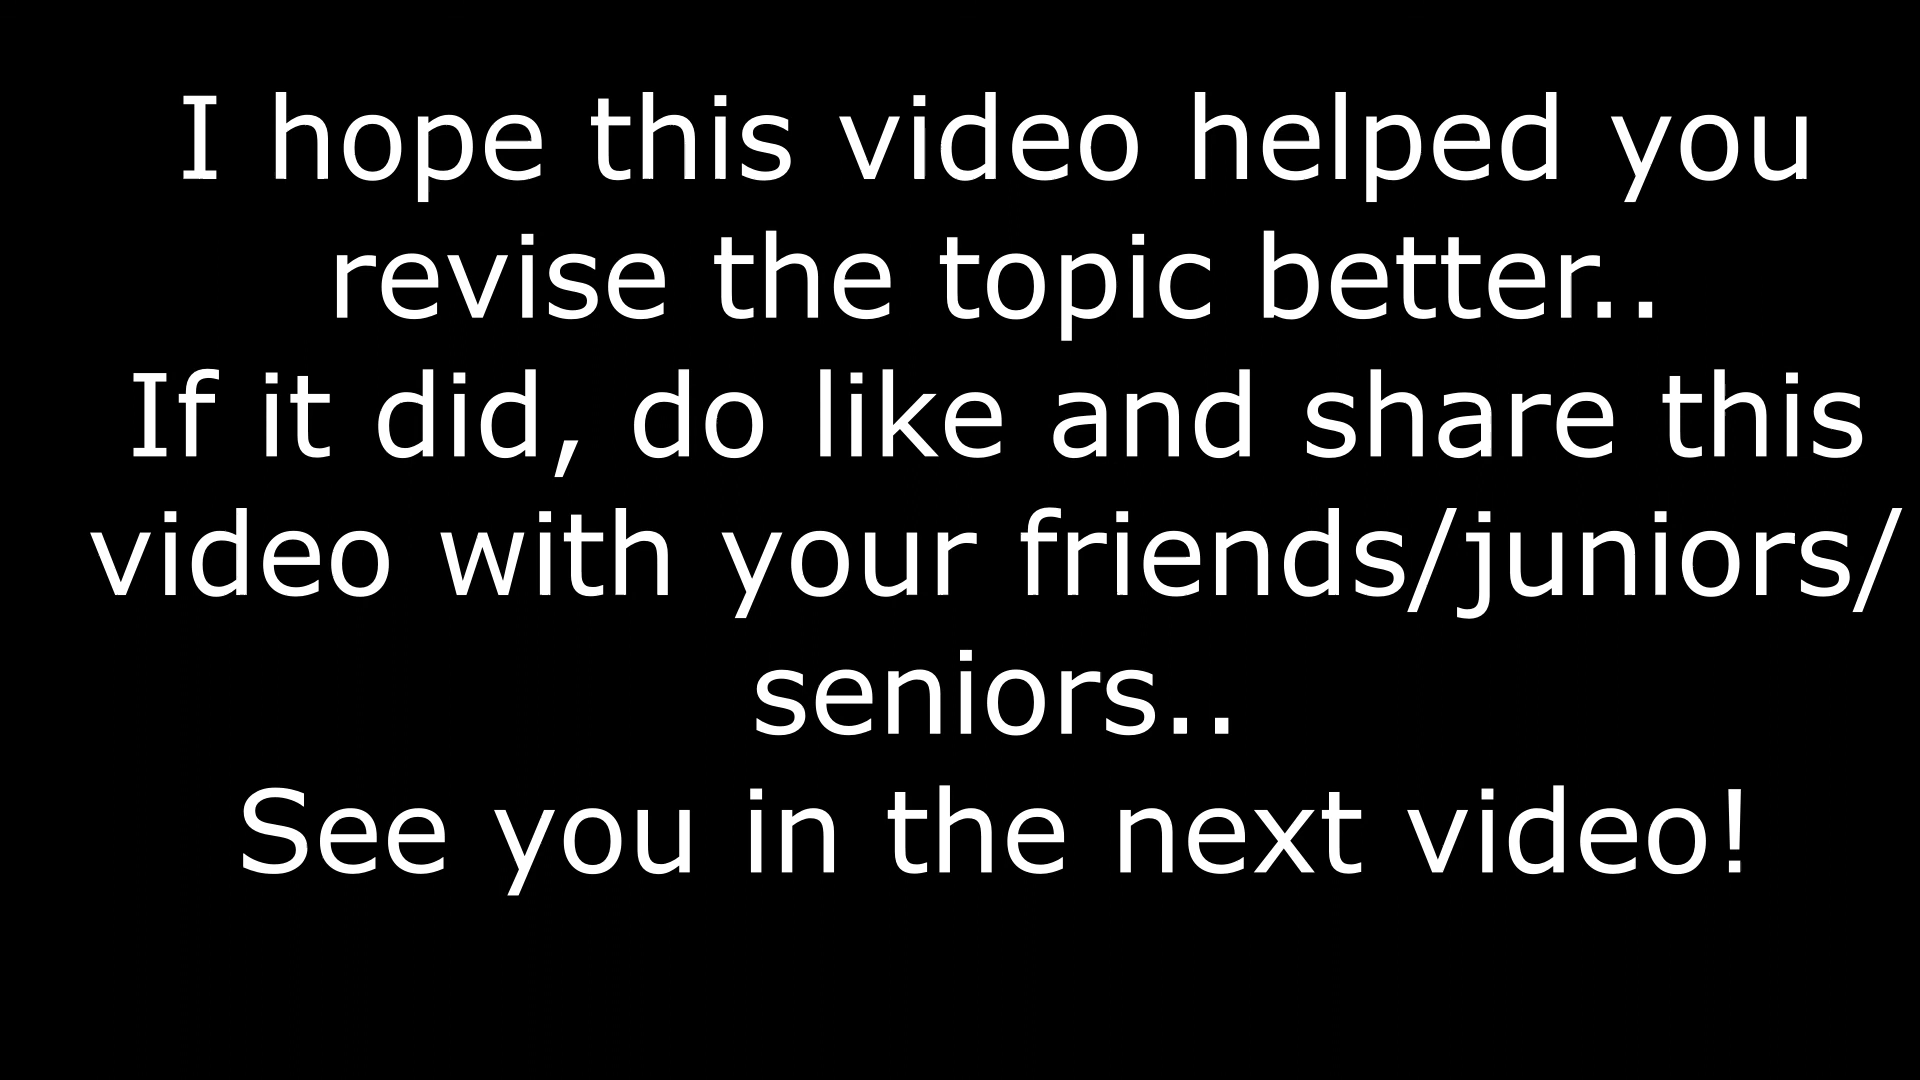 I hope this video helped you
revise the topic better..
If it did, do like and share this
video with your friends/juniors/
seniors..
See you in the next video!